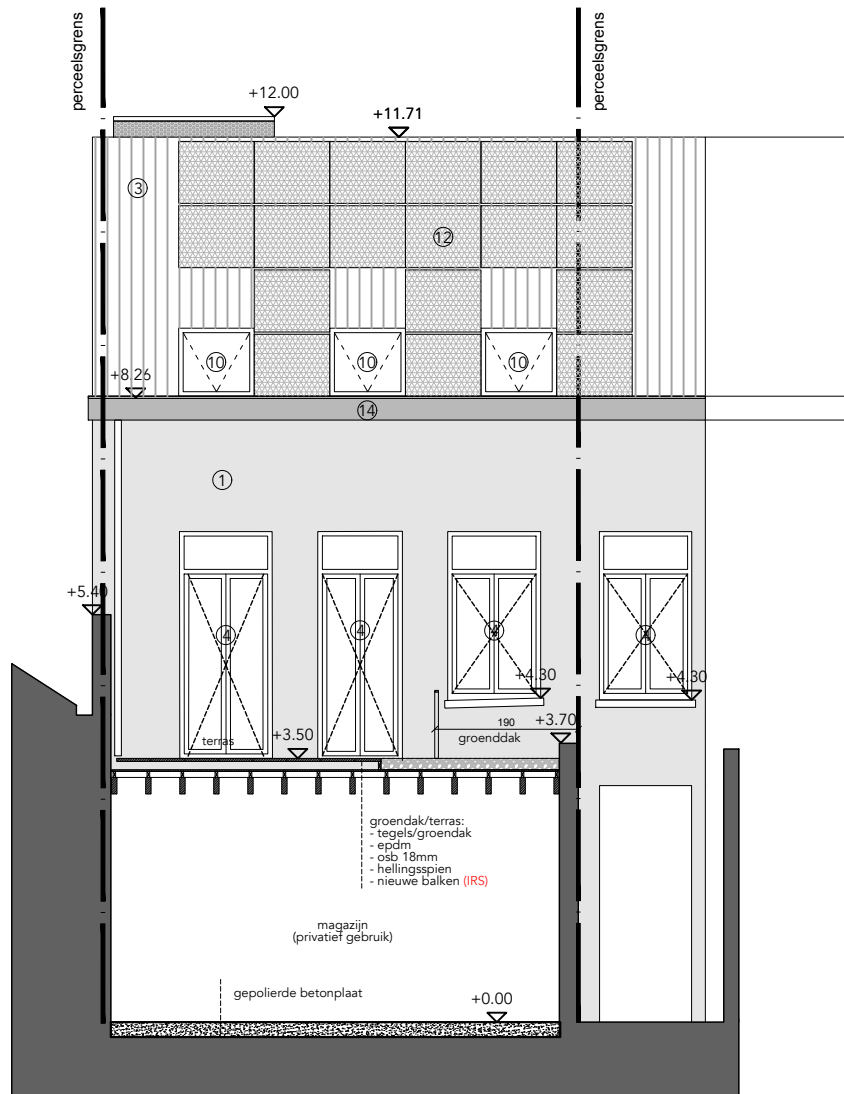 perceelsgrens
perceelsgrens
+12.00
+11.71
3
12
10
10
10
+8.26
14
1
+5.40
4
4
4
4
+4.30
+4.30
190
+3.70
terras
+3.50
groenddak
groendak/terras:
- tegels/groendak
- epdm
- osb 18mm
- hellingsspien
- nieuwe balken (IRS)
magazijn
(privatief gebruik)
gepolierde betonplaat
+0.00